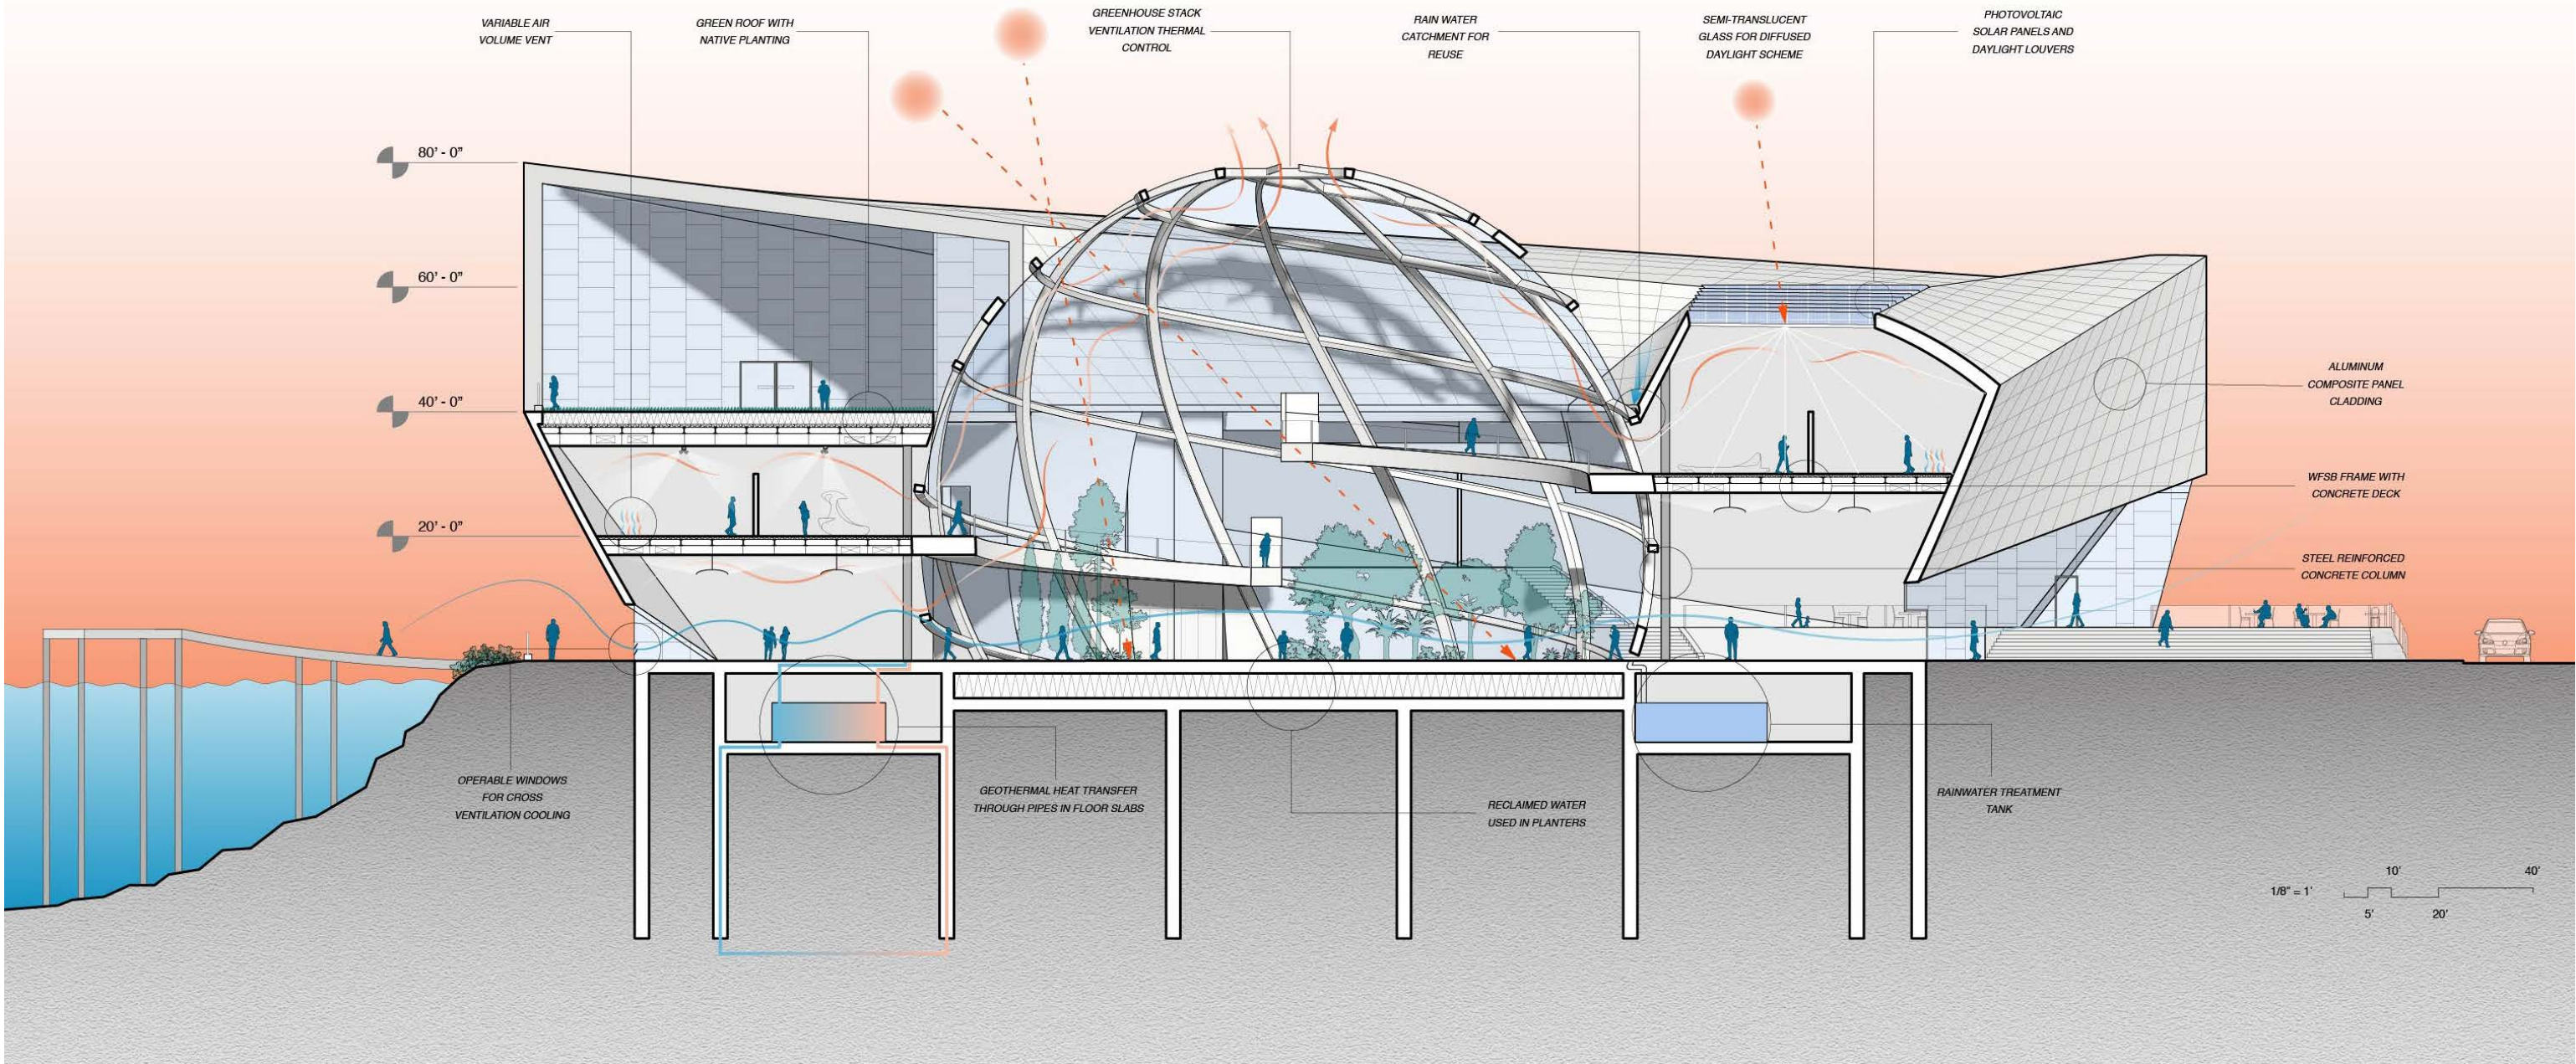 VARIABLE AIR
VOLUME VENT
GREEN ROOF WITH
NATIVE PLANTING
GREENHOUSE STACK
VENTILATION THERMAL
CONTROL
RAIN WATER
CATCHMENT FOR
REUSE
SEMI-TRANSLUCENT
GLASS FOR DIFFUSED
DAYLIGHT SCHEME
PHOTOVOLTAIC
SOLAR PANELS AND
DAYLIGHT LOUVERS
80' - 0"
60' - 0"
40' - 0"
20' - 0"
ALUMINUM
COMPOSITE PANEL
CLADDING
WFSB FRAME WITH
CONCRETE DECK
STEEL REINFORCED
CONCRETE COLUMN
OPERABLE WINDOWS
FOR CROSS
VENTILATION COOLING
GEOTHERMAL HEAT TRANSFER
THROUGH PIPES IN FLOOR SLABS
RECLAIMED WATER
USED IN PLANTERS
RAINWATER TREATMENT
TANK
10' 40'
1/8" = 1'
5' 20'